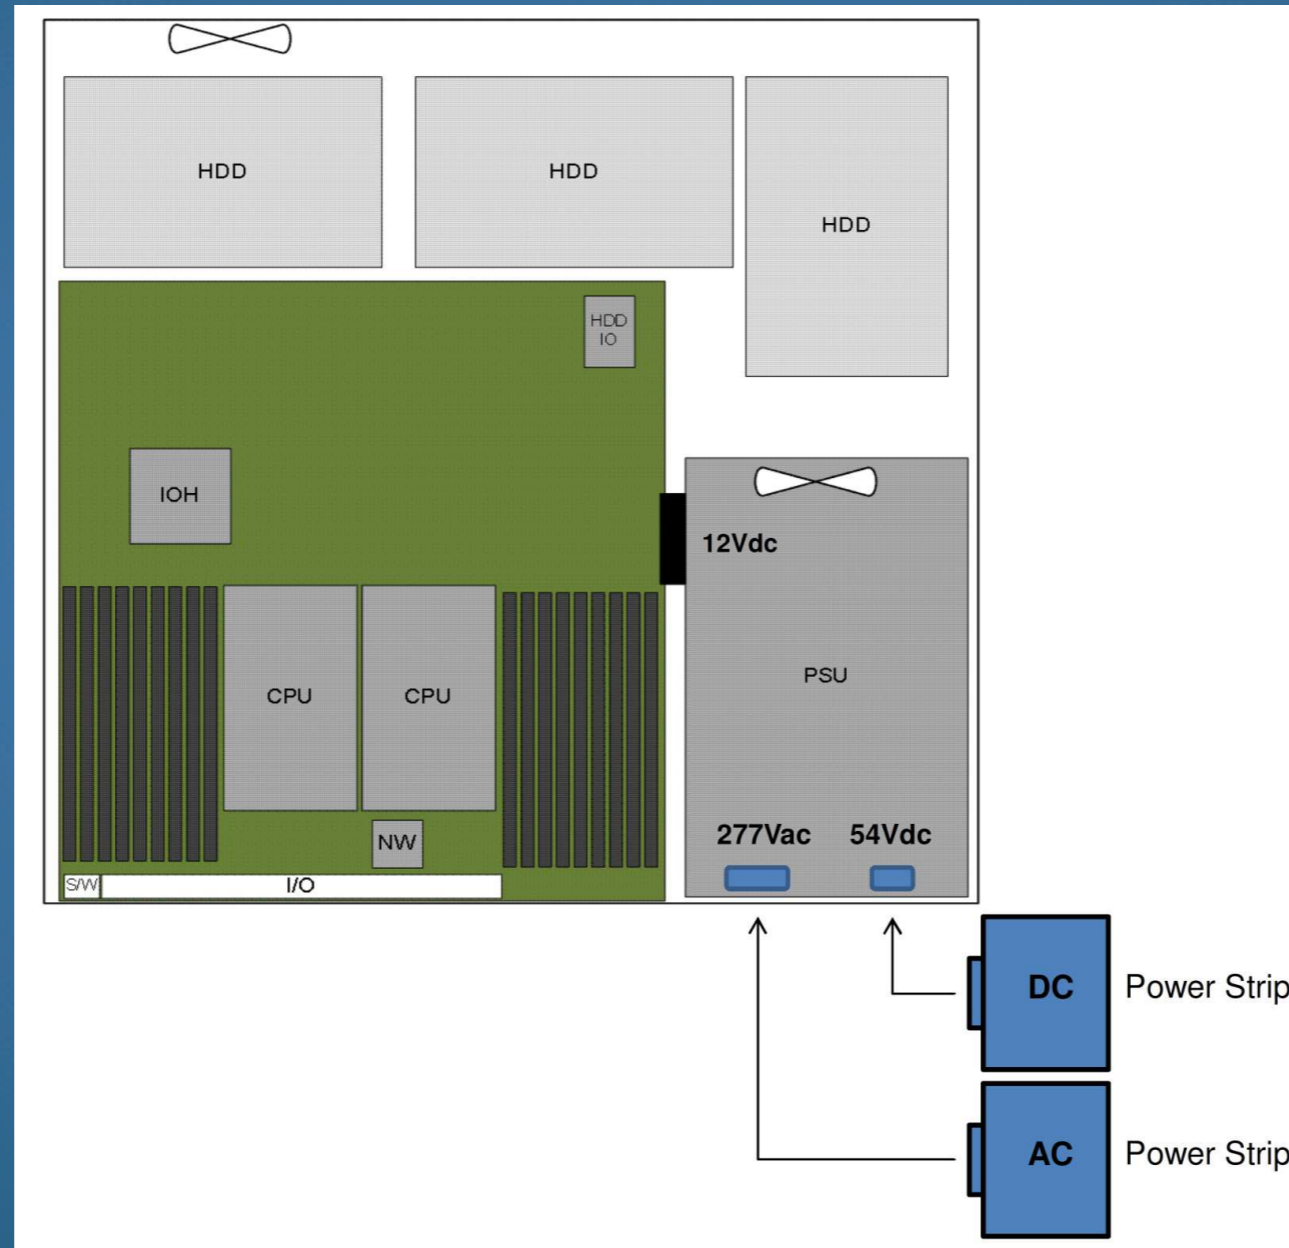 HDD
HDD
HDD
HDD
IO
IOH
12Vdc
PSU
CPU
CPU
277Vac
54Vdc
NW
S/W
I/O
DC
Power Strip
AC
Power Strip